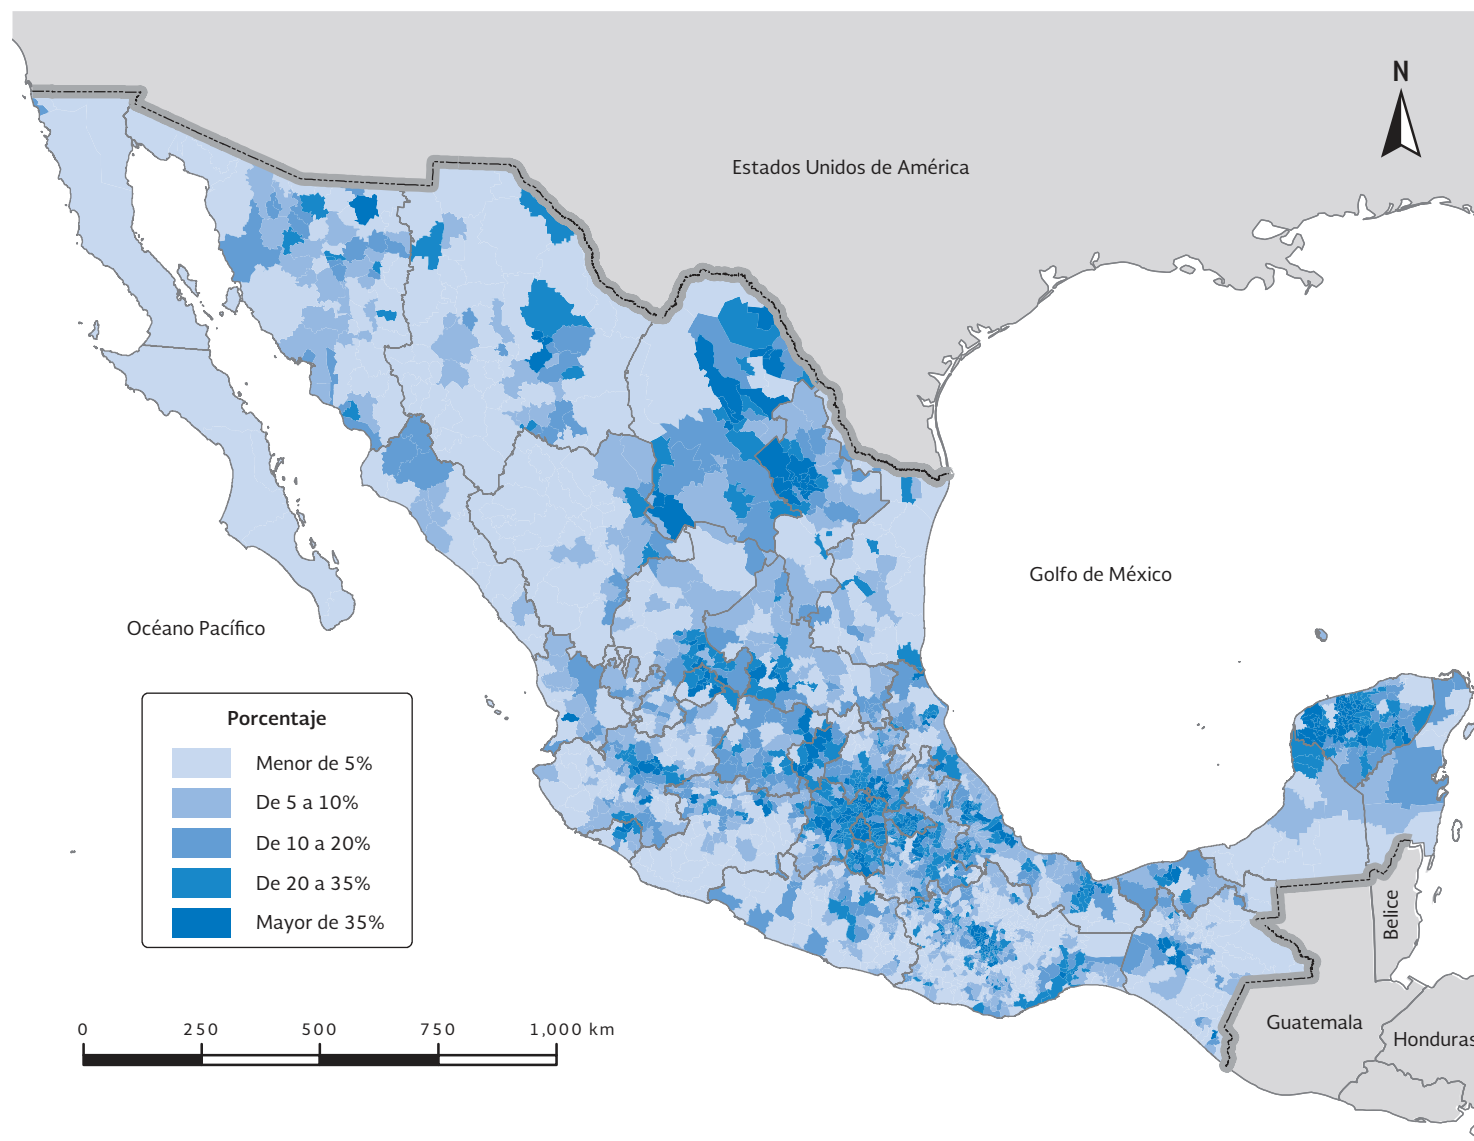 N
Estados Unidos de América
Golfo de México
Océano Pacífico
Porcentaje
Menor de 5%
De 5 a 10%
De 10 a 20%
De 20 a 35%
Mayor de 35%
Belice
Guatemala
Honduras
0 250 500 750 1,000 km